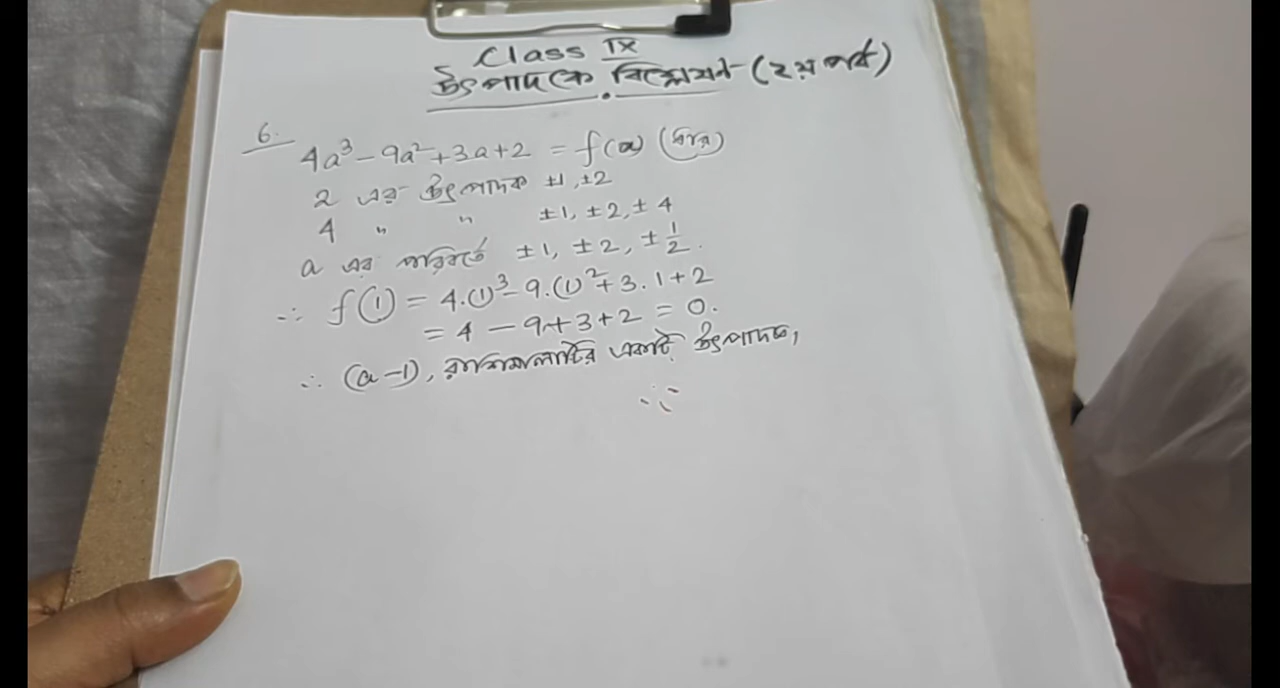 Class IX
উৎপাদকে বিশ্লেষণ (২য় পর্ব)
6.
4a³ - 9a² + 3a + 2 = f(a) (ধরি)
2 এর উৎপাদক ±1, ±2
4 " " ±1, ±2, ±4
a এর পরিবর্তে ±1, ±2, ±1/2.
∴ f(1) = 4.(1)³ - 9.(1)² + 3.1 + 2
= 4 - 9 + 3 + 2 = 0.
∴ (a-1), রাশিমালাটির একটি উৎপাদক,
∴